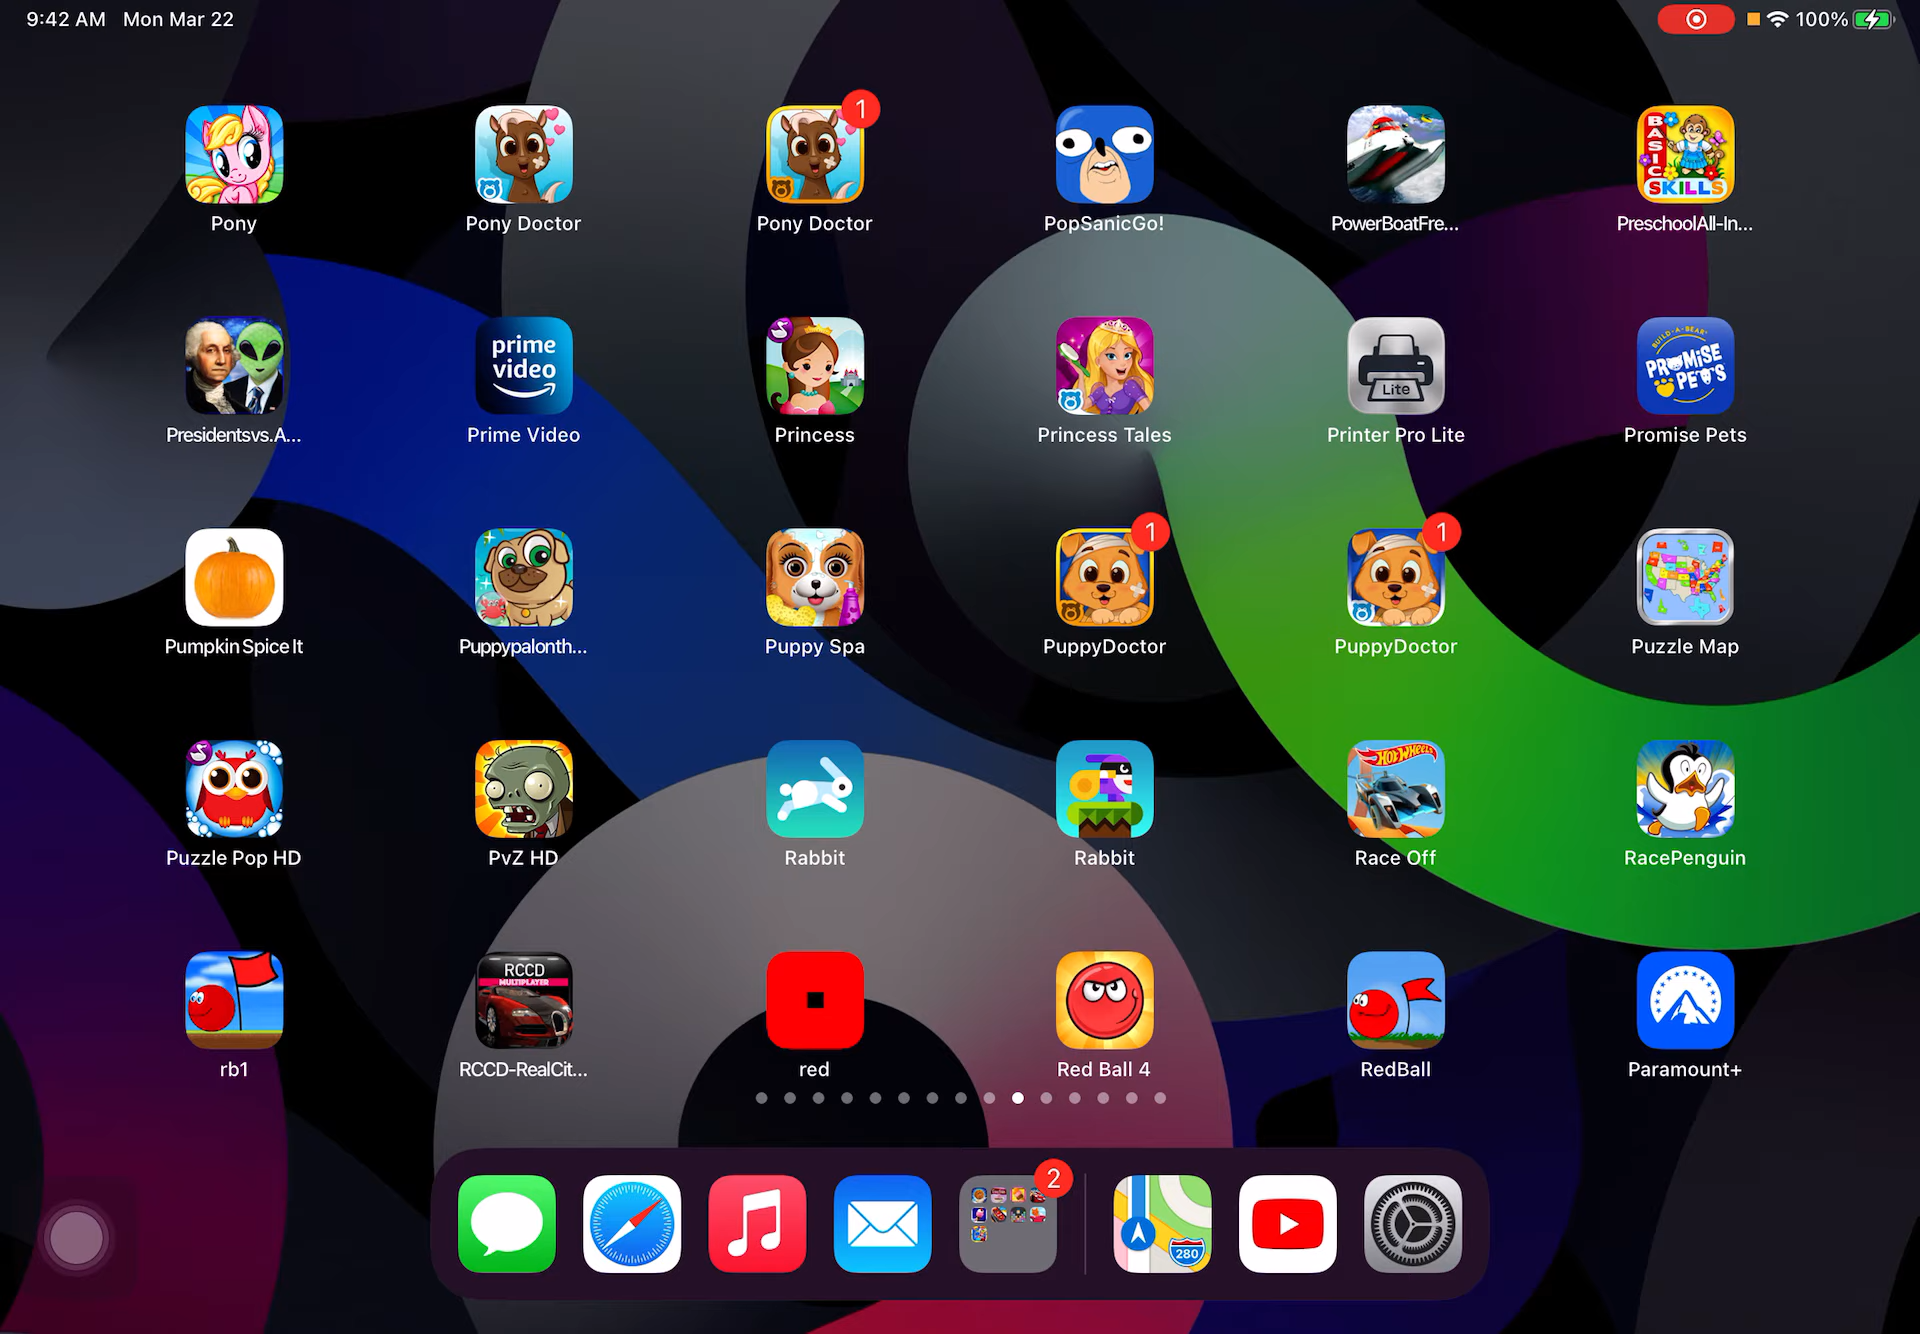 9:42 AM Mon Mar 22
100%
1
BASIC
SKILLS
Pony
Pony Doctor
Pony Doctor
PopSanicGo!
PowerBoatFre...
PreschoolAll-In...
prime
video
Lite
BUILD-A-BEAR
PROMISE
PETS
Presidentsvs.A...
Prime Video
Princess
Princess Tales
Printer Pro Lite
Promise Pets
1
1
Pumpkin Spice It
Puppypalonth...
Puppy Spa
PuppyDoctor
PuppyDoctor
Puzzle Map
HOT WHEELS
Puzzle Pop HD
PvZ HD
Rabbit
Rabbit
Race Off
RacePenguin
RCCD
MULTIPLAYER
rb1
RCCD-RealCit...
red
Red Ball 4
RedBall
Paramount+
2
280